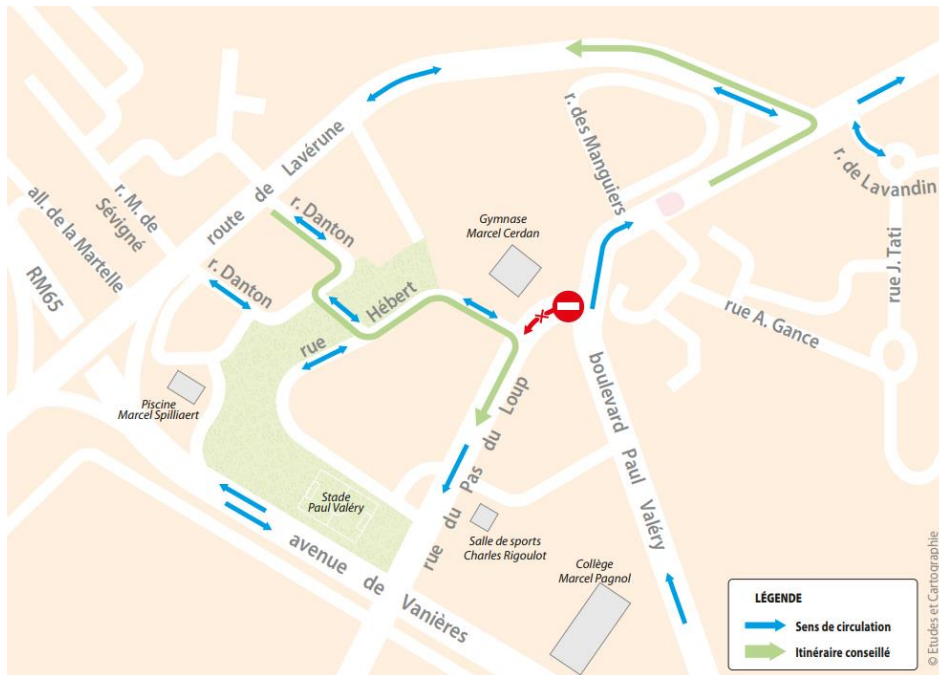 route de Lavérune
r. M. de
Sévigné
all. de la Martelle
RM65
r. Danton
r. Danton
rue Hébert
r. des Manguiers
Gymnase
Marcel Cerdan
r. de Lavandin
rue J. Tati
rue A. Gance
boulevard Paul Valéry
rue du Pas du Loup
Piscine
Marcel Spilliaert
Stade
Paul Valéry
avenue de Vanières
Salle de sports
Charles Rigoulot
Collège
Marcel Pagnol
LÉGENDE
Sens de circulation
Itinéraire conseillé
© Etudes et Cartographie